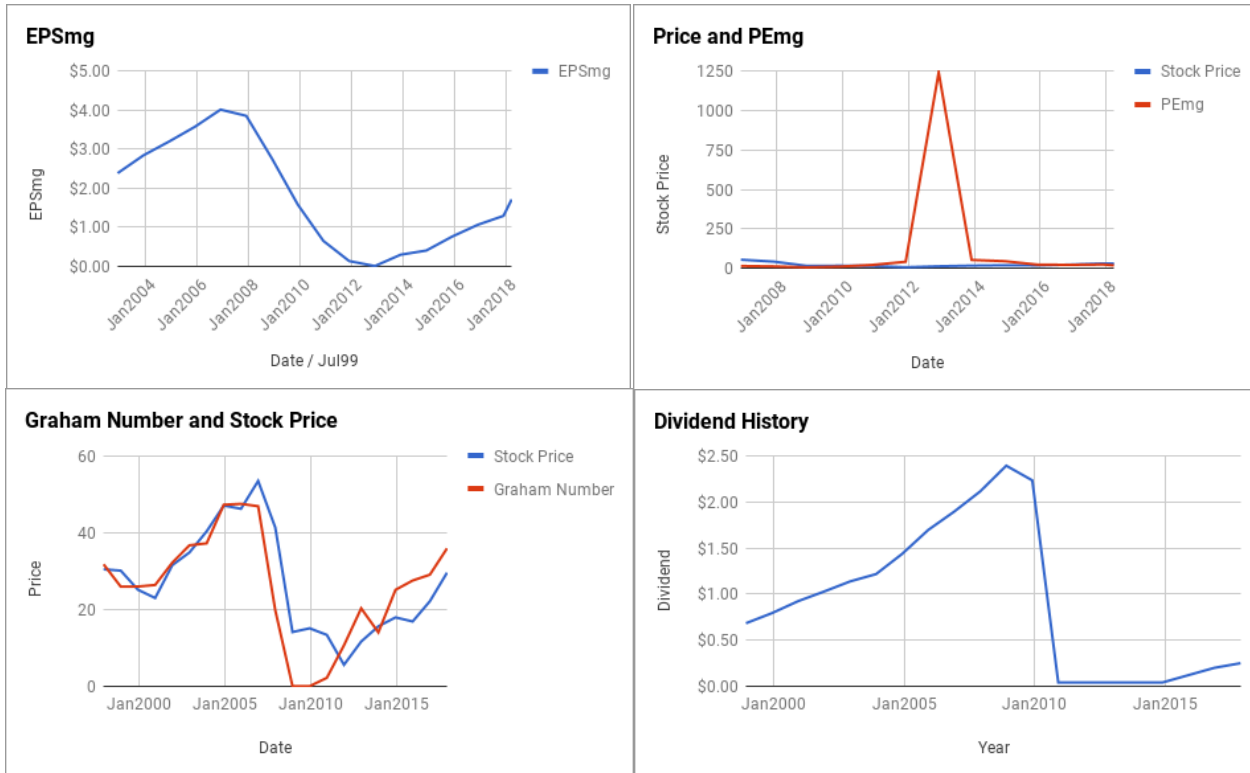 EPSmg
EPSmg
$5.00
$4.00
$3.00
$2.00
$1.00
$0.00
EPSmg
Jan2004
Jan2006
Jan2008
Jan2010
Jan2012
Jan2014
Jan2016
Jan2018
Date / Jul99
Price and PEmg
Stock Price
PEmg
1250
1000
750
500
250
0
Stock Price
Jan2008
Jan2010
Jan2012
Jan2014
Jan2016
Jan2018
Date
Graham Number and Stock Price
Stock Price
Graham Number
60
40
20
0
Price
Jan2000
Jan2005
Jan2010
Jan2015
Date
Dividend History
$2.50
$2.00
$1.50
$1.00
$0.50
$0.00
Dividend
Jan2000
Jan2005
Jan2010
Jan2015
Year